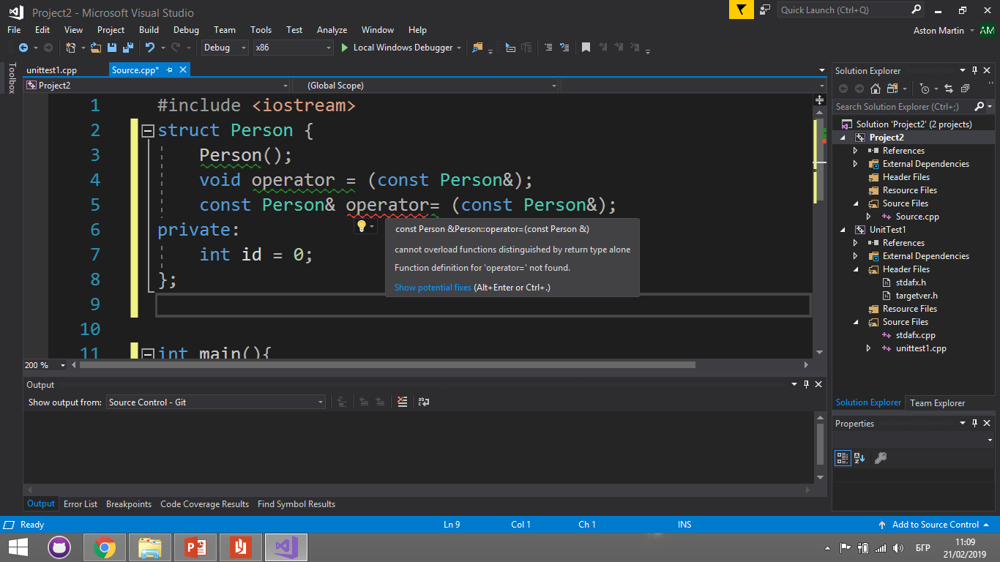 Project2 - Microsoft Visual Studio
Quick Launch (Ctrl+Q)
File Edit View Project Build Debug Team Tools Test Analyze Window Help
Aston Martin AM
Debug x86 Local Windows Debugger
Toolbox
unittest1.cpp Source.cpp*
Project2 (Global Scope)
1 #include <iostream>
2 struct Person {
3 Person();
4 void operator = (const Person&);
5 const Person& operator= (const Person&);
6 private:
7 int id = 0;
8 };
9
10
11 int main(){
const Person &Person::operator=(const Person &)
cannot overload functions distinguished by return type alone
Function definition for 'operator=' not found.
Show potential fixes (Alt+Enter or Ctrl+.)
200 %
Output
Show output from: Source Control - Git
Output Error List Breakpoints Code Coverage Results Find Symbol Results
Solution Explorer
Search Solution Explorer (Ctrl+;)
Solution 'Project2' (2 projects)
Project2
References
External Dependencies
Header Files
Resource Files
Source Files
Source.cpp
UnitTest1
References
External Dependencies
Header Files
stdafx.h
targetver.h
Resource Files
Source Files
stdafx.cpp
unittest1.cpp
Solution Explorer Team Explorer
Properties
Ready Ln 9 Col 1 Ch 1 INS Add to Source Control
БГР
11:09
21/02/2019